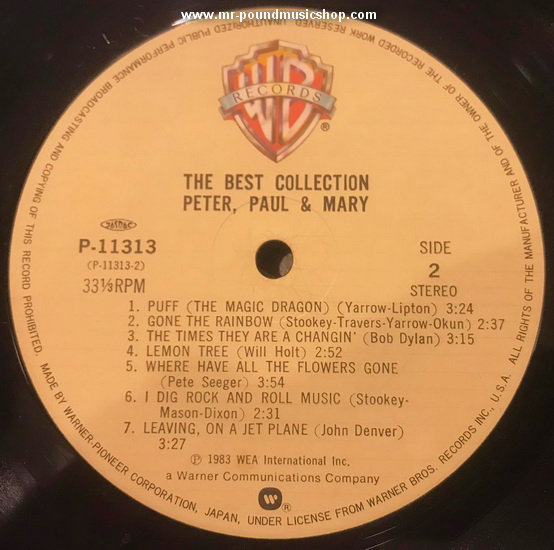 www.mr-poundmusicshop.com
RECORDS
®
THE BEST COLLECTION
PETER, PAUL & MARY
P-11313
(P-11313-2)
33⅓RPM
SIDE
2
STEREO
1. PUFF (THE MAGIC DRAGON) (Yarrow-Lipton) 3:24
2. GONE THE RAINBOW (Stookey-Travers-Yarrow-Okun) 2:37
3. THE TIMES THEY ARE A CHANGIN' (Bob Dylan) 3:15
4. LEMON TREE (Will Holt) 2:52
5. WHERE HAVE ALL THE FLOWERS GONE
(Pete Seeger) 3:54
6. I DIG ROCK AND ROLL MUSIC (Stookey-
Mason-Dixon) 2:31
7. LEAVING, ON A JET PLANE (John Denver)
3:27
Ⓟ 1983 WEA International Inc.
a Warner Communications Company
®
MADE BY WARNER-PIONEER CORPORATION, JAPAN, UNDER LICENSE FROM WARNER BROS. RECORDS INC., U.S.A. ALL RIGHTS OF THE MANUFACTURER AND OF THE OWNER OF THE RECORDED WORK RESERVED. UNAUTHORIZED PUBLIC PERFORMANCE BROADCASTING AND COPYING OF THIS RECORD PROHIBITED.